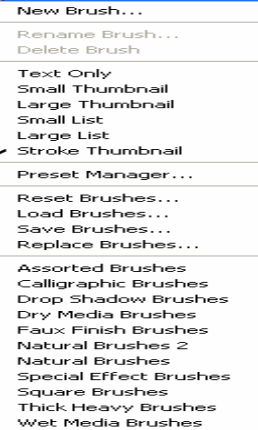 New Brush...
Rename Brush...
Delete Brush
Text Only
Small Thumbnail
Large Thumbnail
Small List
Large List
Stroke Thumbnail
Preset Manager...
Reset Brushes...
Load Brushes...
Save Brushes...
Replace Brushes...
Assorted Brushes
Calligraphic Brushes
Drop Shadow Brushes
Dry Media Brushes
Faux Finish Brushes
Natural Brushes 2
Natural Brushes
Special Effect Brushes
Square Brushes
Thick Heavy Brushes
Wet Media Brushes